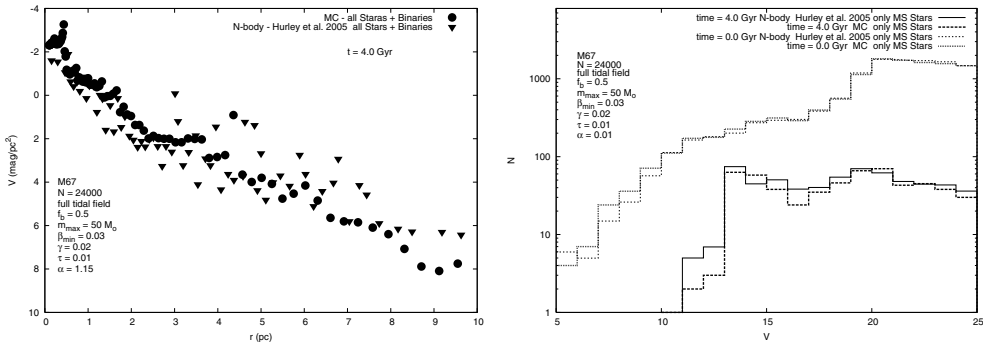 MC - all Staras + Binaries
N-body - Hurley et al. 2005 all Stars + Binaries
t = 4.0 Gyr
-4
-2
0
2
4
6
8
10
V (mag/pc²)
M67
N = 24000
full tidal field
f_b = 0.5
m_max = 50 M_o
β_min = 0.03
γ = 0.02
τ = 0.01
α = 1.15
0 1 2 3 4 5 6 7 8 9 10
r (pc)
time = 4.0 Gyr N-body Hurley et al. 2005 only MS Stars
time = 4.0 Gyr MC only MS Stars
time = 0.0 Gyr N-body Hurley et al. 2005 only MS Stars
time = 0.0 Gyr MC only MS Stars
1000
100
10
1
N
M67
N = 24000
full tidal field
f_b = 0.5
m_max = 50 M_o
β_min = 0.03
γ = 0.02
τ = 0.01
α = 0.01
5 10 15 20 25
V